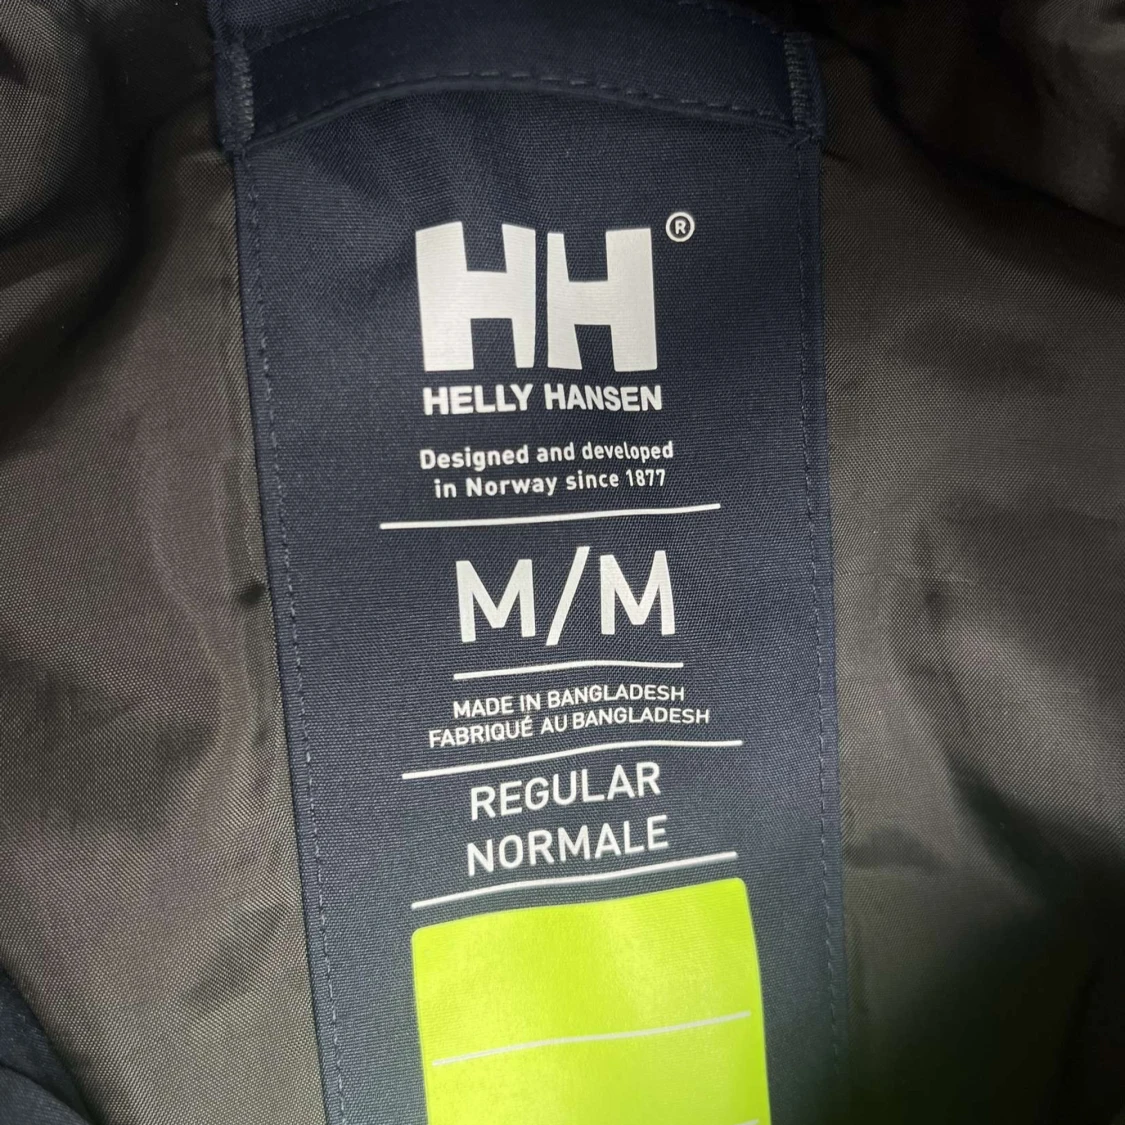 HH®
HELLY HANSEN
Designed and developed
in Norway since 1877
M/M
MADE IN BANGLADESH
FABRIQUÉ AU BANGLADESH
REGULAR
NORMALE